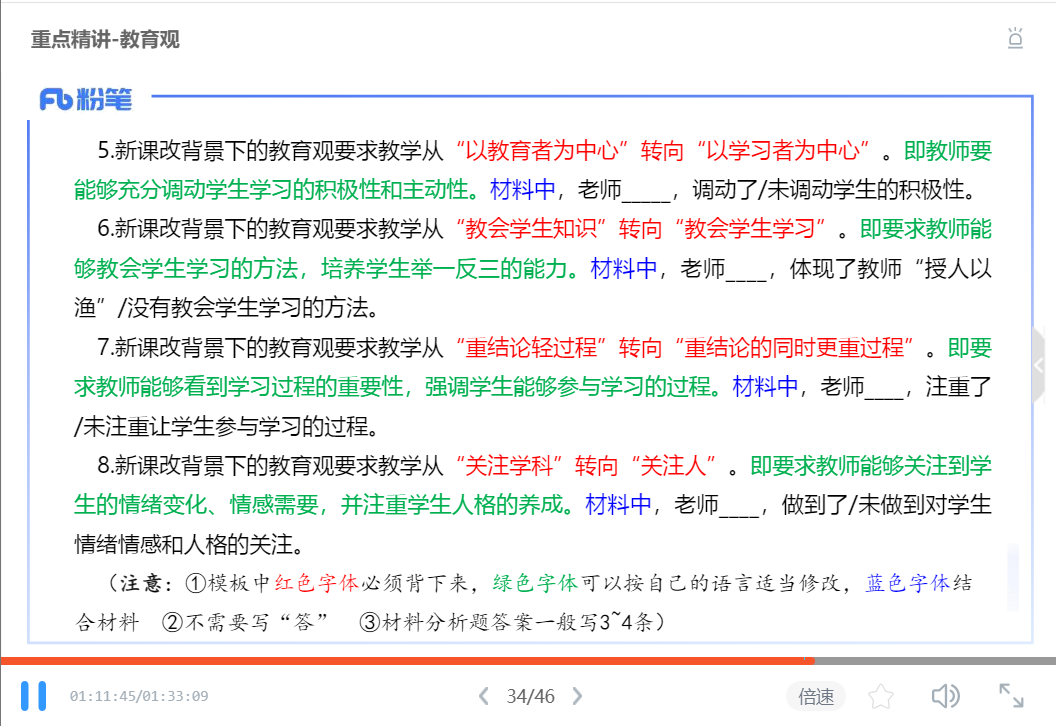 重点精讲-教育观
粉笔
5.新课改背景下的教育观要求教学从“以教育者为中心”转向“以学习者为中心”。即教师要
能够充分调动学生学习的积极性和主动性。材料中，老师_____，调动了/未调动学生的积极性。
6.新课改背景下的教育观要求教学从“教会学生知识”转向“教会学生学习”。即要求教师能
够教会学生学习的方法，培养学生举一反三的能力。材料中，老师____，体现了教师“授人以
渔”/没有教会学生学习的方法。
7.新课改背景下的教育观要求教学从“重结论轻过程”转向“重结论的同时更重过程”。即要
求教师能够看到学习过程的重要性，强调学生能够参与学习的过程。材料中，老师____，注重了
/未注重让学生参与学习的过程。
8.新课改背景下的教育观要求教学从“关注学科”转向“关注人”。即要求教师能够关注到学
生的情绪变化、情感需要，并注重学生人格的养成。材料中，老师____，做到了/未做到对学生
情绪情感和人格的关注。
（注意：①模板中红色字体必须背下来，绿色字体可以按自己的语言适当修改，蓝色字体结
合材料 ②不需要写“答” ③材料分析题答案一般写3~4条）
01:11:45/01:33:09
34/46
倍速